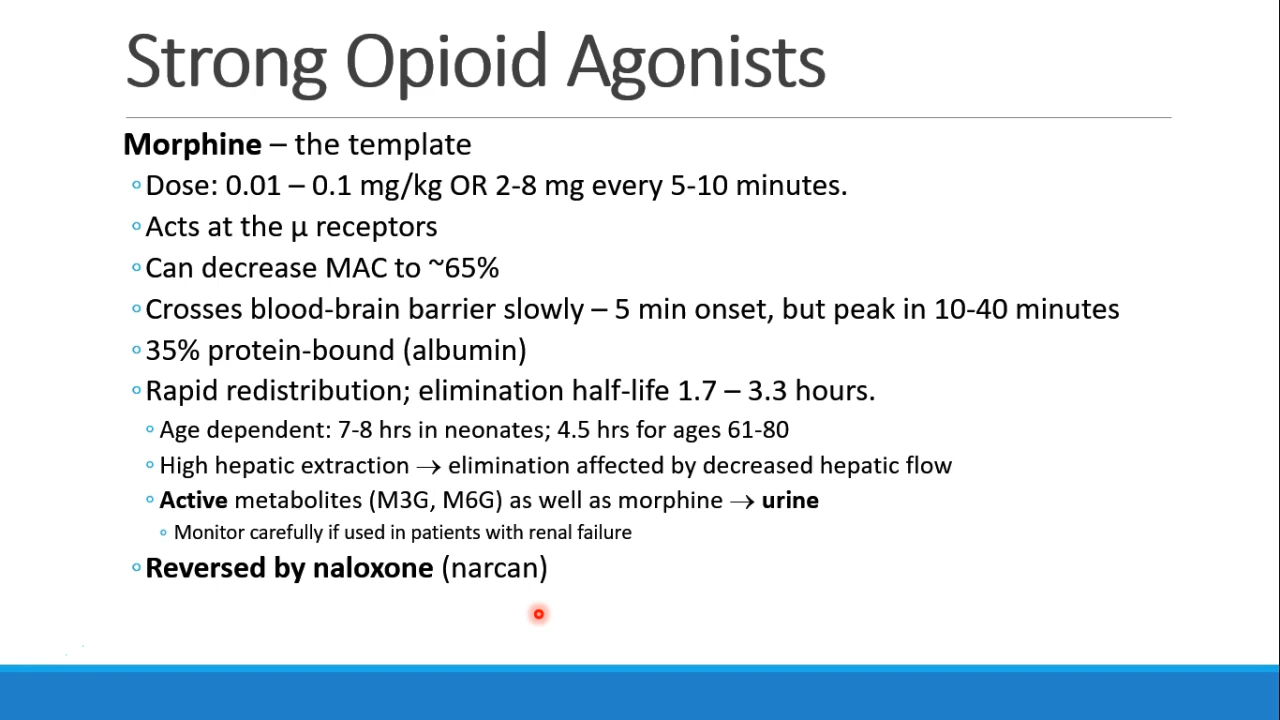 Strong Opioid Agonists
Morphine – the template
◦Dose: 0.01 – 0.1 mg/kg OR 2-8 mg every 5-10 minutes.
◦Acts at the µ receptors
◦Can decrease MAC to ~65%
◦Crosses blood-brain barrier slowly – 5 min onset, but peak in 10-40 minutes
◦35% protein-bound (albumin)
◦Rapid redistribution; elimination half-life 1.7 – 3.3 hours.
◦Age dependent: 7-8 hrs in neonates; 4.5 hrs for ages 61-80
◦High hepatic extraction → elimination affected by decreased hepatic flow
◦Active metabolites (M3G, M6G) as well as morphine → urine
◦Monitor carefully if used in patients with renal failure
◦Reversed by naloxone (narcan)